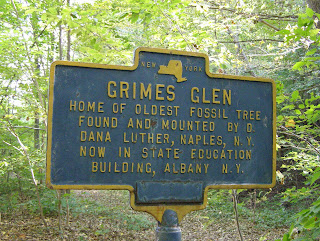 NEW YORK
GRIMES GLEN
HOME OF OLDEST FOSSIL TREE
FOUND AND MOUNTED BY D.
DANA LUTHER, NAPLES, N.Y.
NOW IN STATE EDUCATION
BUILDING, ALBANY N.Y.